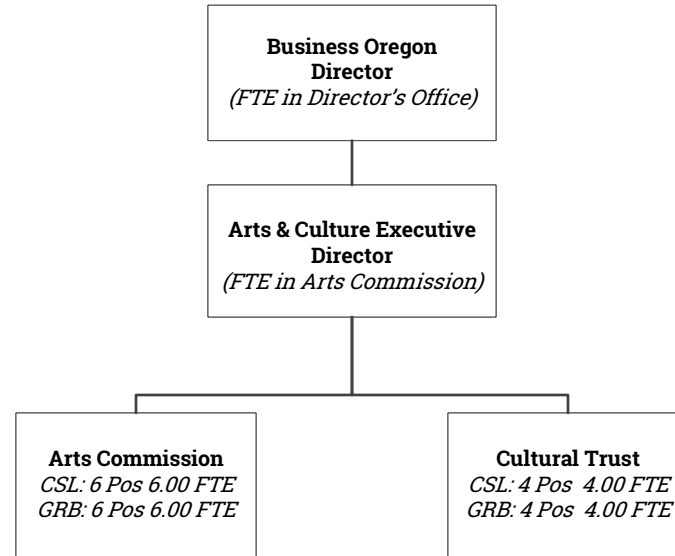 Business Oregon
Director
(FTE in Director’s Office)
Arts & Culture Executive
Director
(FTE in Arts Commission)
Arts Commission
CSL: 6 Pos 6.00 FTE
GRB: 6 Pos 6.00 FTE
Cultural Trust
CSL: 4 Pos  4.00 FTE
GRB: 4 Pos  4.00 FTE